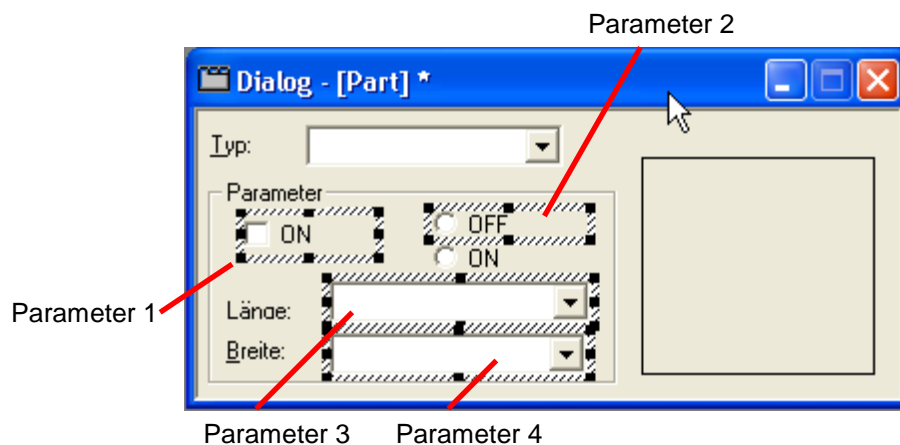 Parameter 2
Dialog - [Part] *
Typ:
Parameter
ON
OFF
ON
Parameter 1
Länge:
Breite:
Parameter 3
Parameter 4